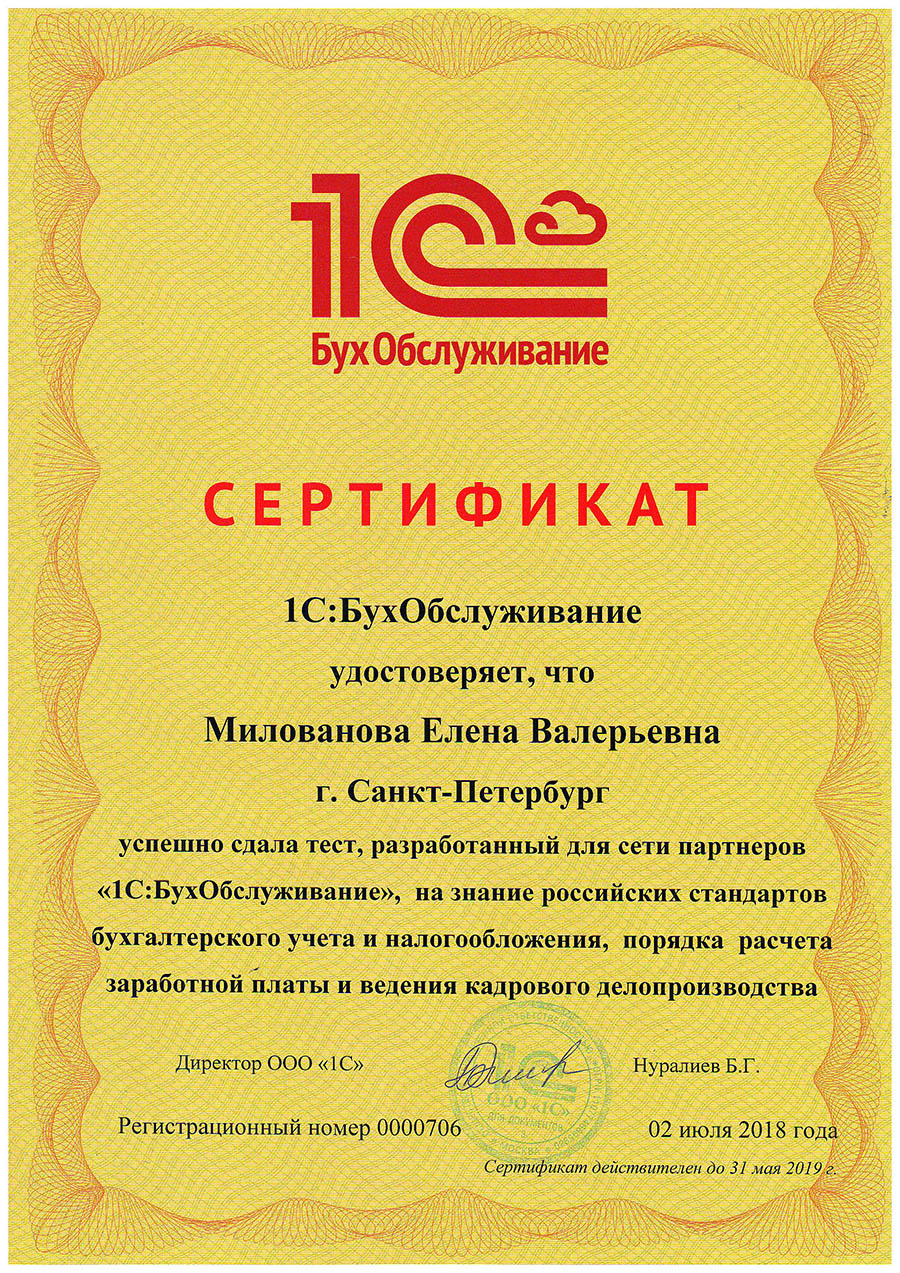 1С
БухОбслуживание
СЕРТИФИКАТ
1С:БухОбслуживание
удостоверяет, что
Милованова Елена Валерьевна
г. Санкт-Петербург
успешно сдала тест, разработанный для сети партнеров
«1С:БухОбслуживание», на знание российских стандартов
бухгалтерского учета и налогообложения, порядка расчета
заработной платы и ведения кадрового делопроизводства
Директор ООО «1С»
Нуралиев Б.Г.
ООО «1С»
ДЛЯ ДОКУМЕНТОВ
МОСКВА
Регистрационный номер 0000706
02 июля 2018 года
Сертификат действителен до 31 мая 2019 г.